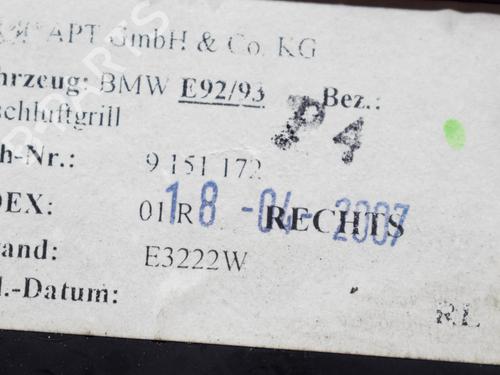 APT GmbH & Co. KG
hrzeug: BMW E92/93 Bez.:
schluftgrill
P4
h-Nr.: 9 151 172
DEX: 01R RECHTS
18-04-2007
and: E3222W
l.-Datum:
RL